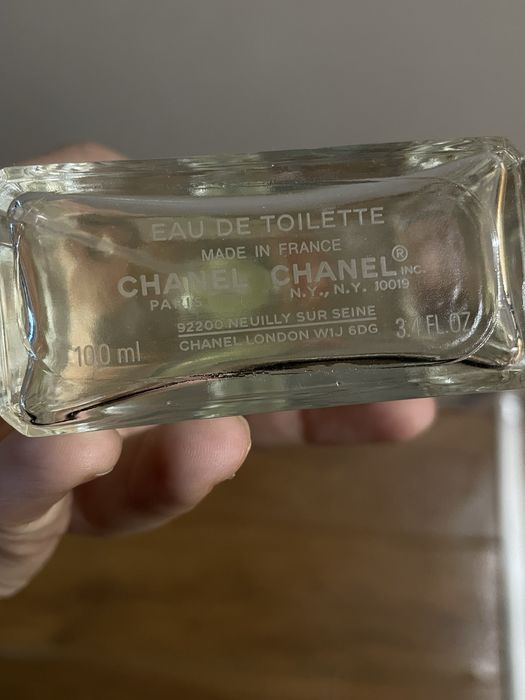 EAU DE TOILETTE
MADE IN FRANCE
CHANEL CHANEL® INC.
PARIS N.Y., N.Y. 10019
92200 NEUILLY SUR SEINE
100 ml CHANEL LONDON W1J 6DG 3.4 FL.OZ